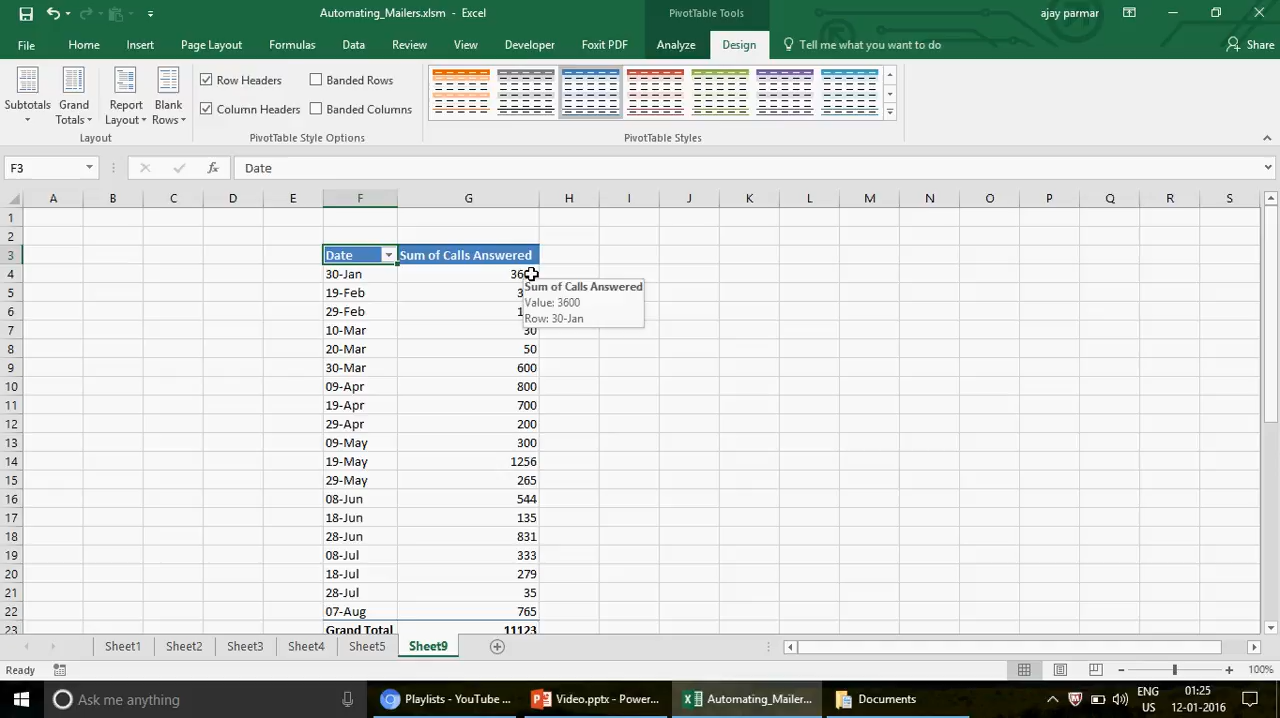 Automating_Mailers.xlsm - Excel
PivotTable Tools
ajay parmar
File Home Insert Page Layout Formulas Data Review View Developer Foxit PDF Analyze Design Tell me what you want to do Share
Subtotals
Grand Totals
Report Layout
Blank Rows
Row Headers
Banded Rows
Column Headers
Banded Columns
Layout
PivotTable Style Options
PivotTable Styles
F3
fx
Date
A B C D E F G H I J K L M N O P Q R S
1
2
3 Date Sum of Calls Answered
4 30-Jan
Sum of Calls Answered
Value: 3600
Row: 30-Jan
5 19-Feb
6 29-Feb
7 10-Mar 30
8 20-Mar 50
9 30-Mar 600
10 09-Apr 800
11 19-Apr 700
12 29-Apr 200
13 09-May 300
14 19-May 1256
15 29-May 265
16 08-Jun 544
17 18-Jun 135
18 28-Jun 831
19 08-Jul 333
20 18-Jul 279
21 28-Jul 35
22 07-Aug 765
23 Grand Total 11123
Sheet1 Sheet2 Sheet3 Sheet4 Sheet5 Sheet9
Ready
100%
Ask me anything
Playlists - YouTube ...
Video.pptx - Power...
Automating_Mailer...
Documents
ENG
US
01:25
12-01-2016